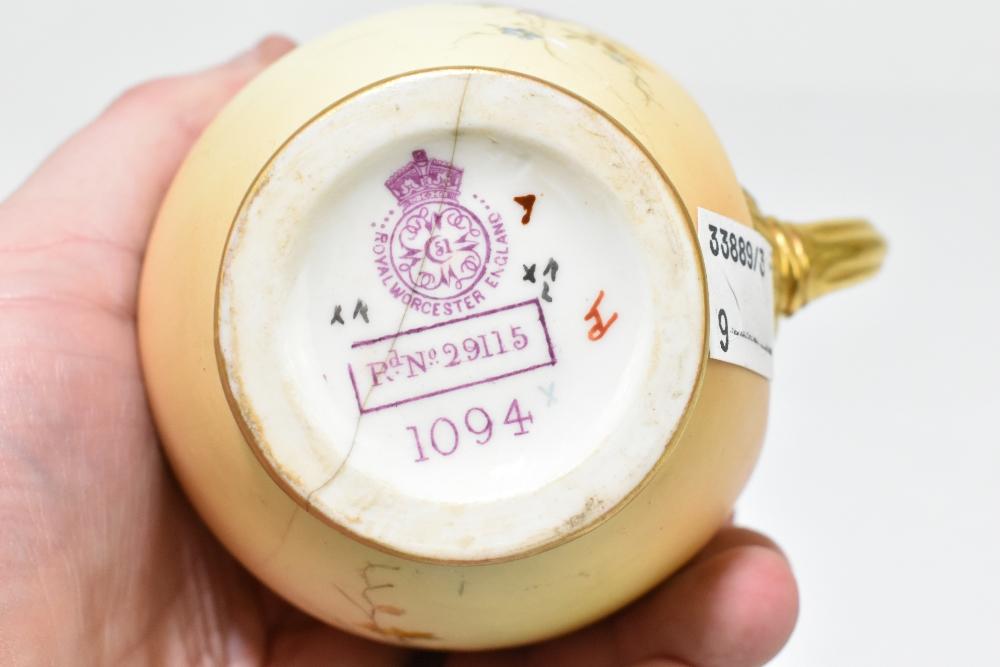 51
ROYAL WORCESTER ENGLAND
Rd. No. 29115
1094
33889/3
9